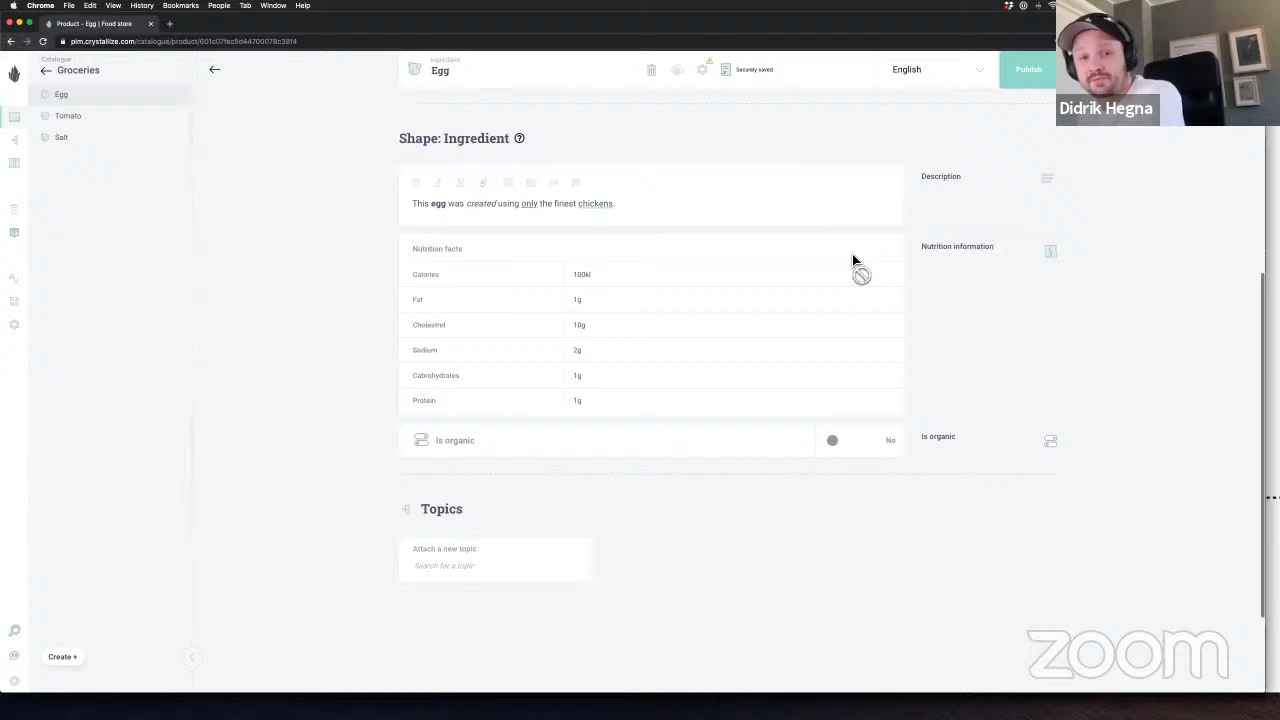 Chrome File Edit View History Bookmarks People Tab Window Help
Product - Egg | Food store
pim.crystallize.com/catalogue/product/601c07fec5d44700078c38f4
Catalogue
Groceries
Egg
Tomato
Salt
Create +
Ingredient
Egg
Securely saved
English
Publish
Didrik Hegna
Shape: Ingredient
This egg was created using only the finest chickens.
Description
Nutrition facts
Nutrition information
Calories 100kl
Fat 1g
Cholestrol 10g
Sodium 2g
Cabrohydrates 1g
Protein 1g
Is organic No
Is organic
Topics
Attach a new topic
Search for a topic
zoom